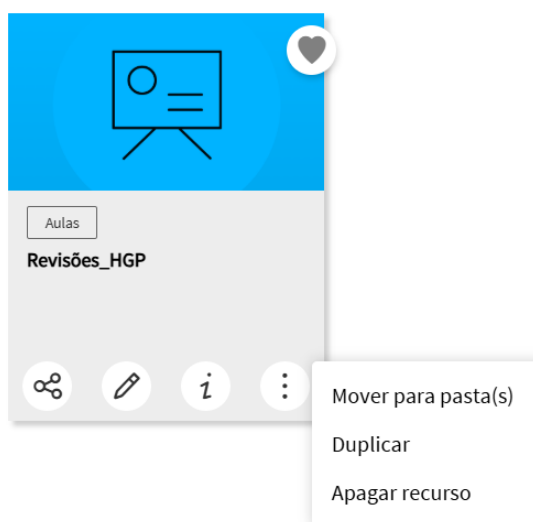 Aulas
Revisões_HGP
Mover para pasta(s)
Duplicar
Apagar recurso